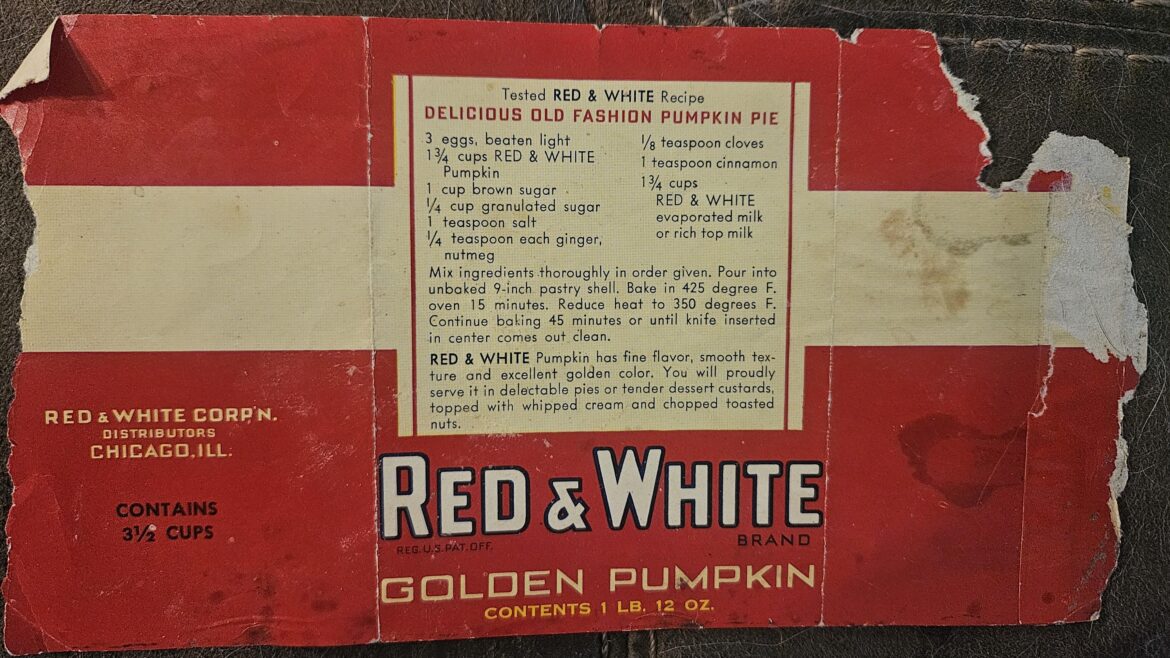 Tested RED & WHITE Recipe
DELICIOUS OLD FASHION PUMPKIN PIE
3 eggs, beaten light
1¾ cups RED & WHITE
Pumpkin
1 cup brown sugar
¼ cup granulated sugar
1 teaspoon salt
¼ teaspoon each ginger,
nutmeg
⅛ teaspoon cloves
1 teaspoon cinnamon
1¾ cups
RED & WHITE
evaporated milk
or rich top milk
Mix ingredients thoroughly in order given. Pour into
unbaked 9-inch pastry shell. Bake in 425 degree F.
oven 15 minutes. Reduce heat to 350 degrees F.
Continue baking 45 minutes or until knife inserted
in center comes out clean.
RED & WHITE Pumpkin has fine flavor, smooth tex-
ture and excellent golden color. You will proudly
serve it in delectable pies or tender dessert custards,
topped with whipped cream and chopped toasted
nuts.
RED & WHITE CORP'N.
DISTRIBUTORS
CHICAGO, ILL.
CONTAINS
3½ CUPS
RED & WHITE
REG. U.S. PAT. OFF.
BRAND
GOLDEN PUMPKIN
CONTENTS 1 LB. 12 OZ.